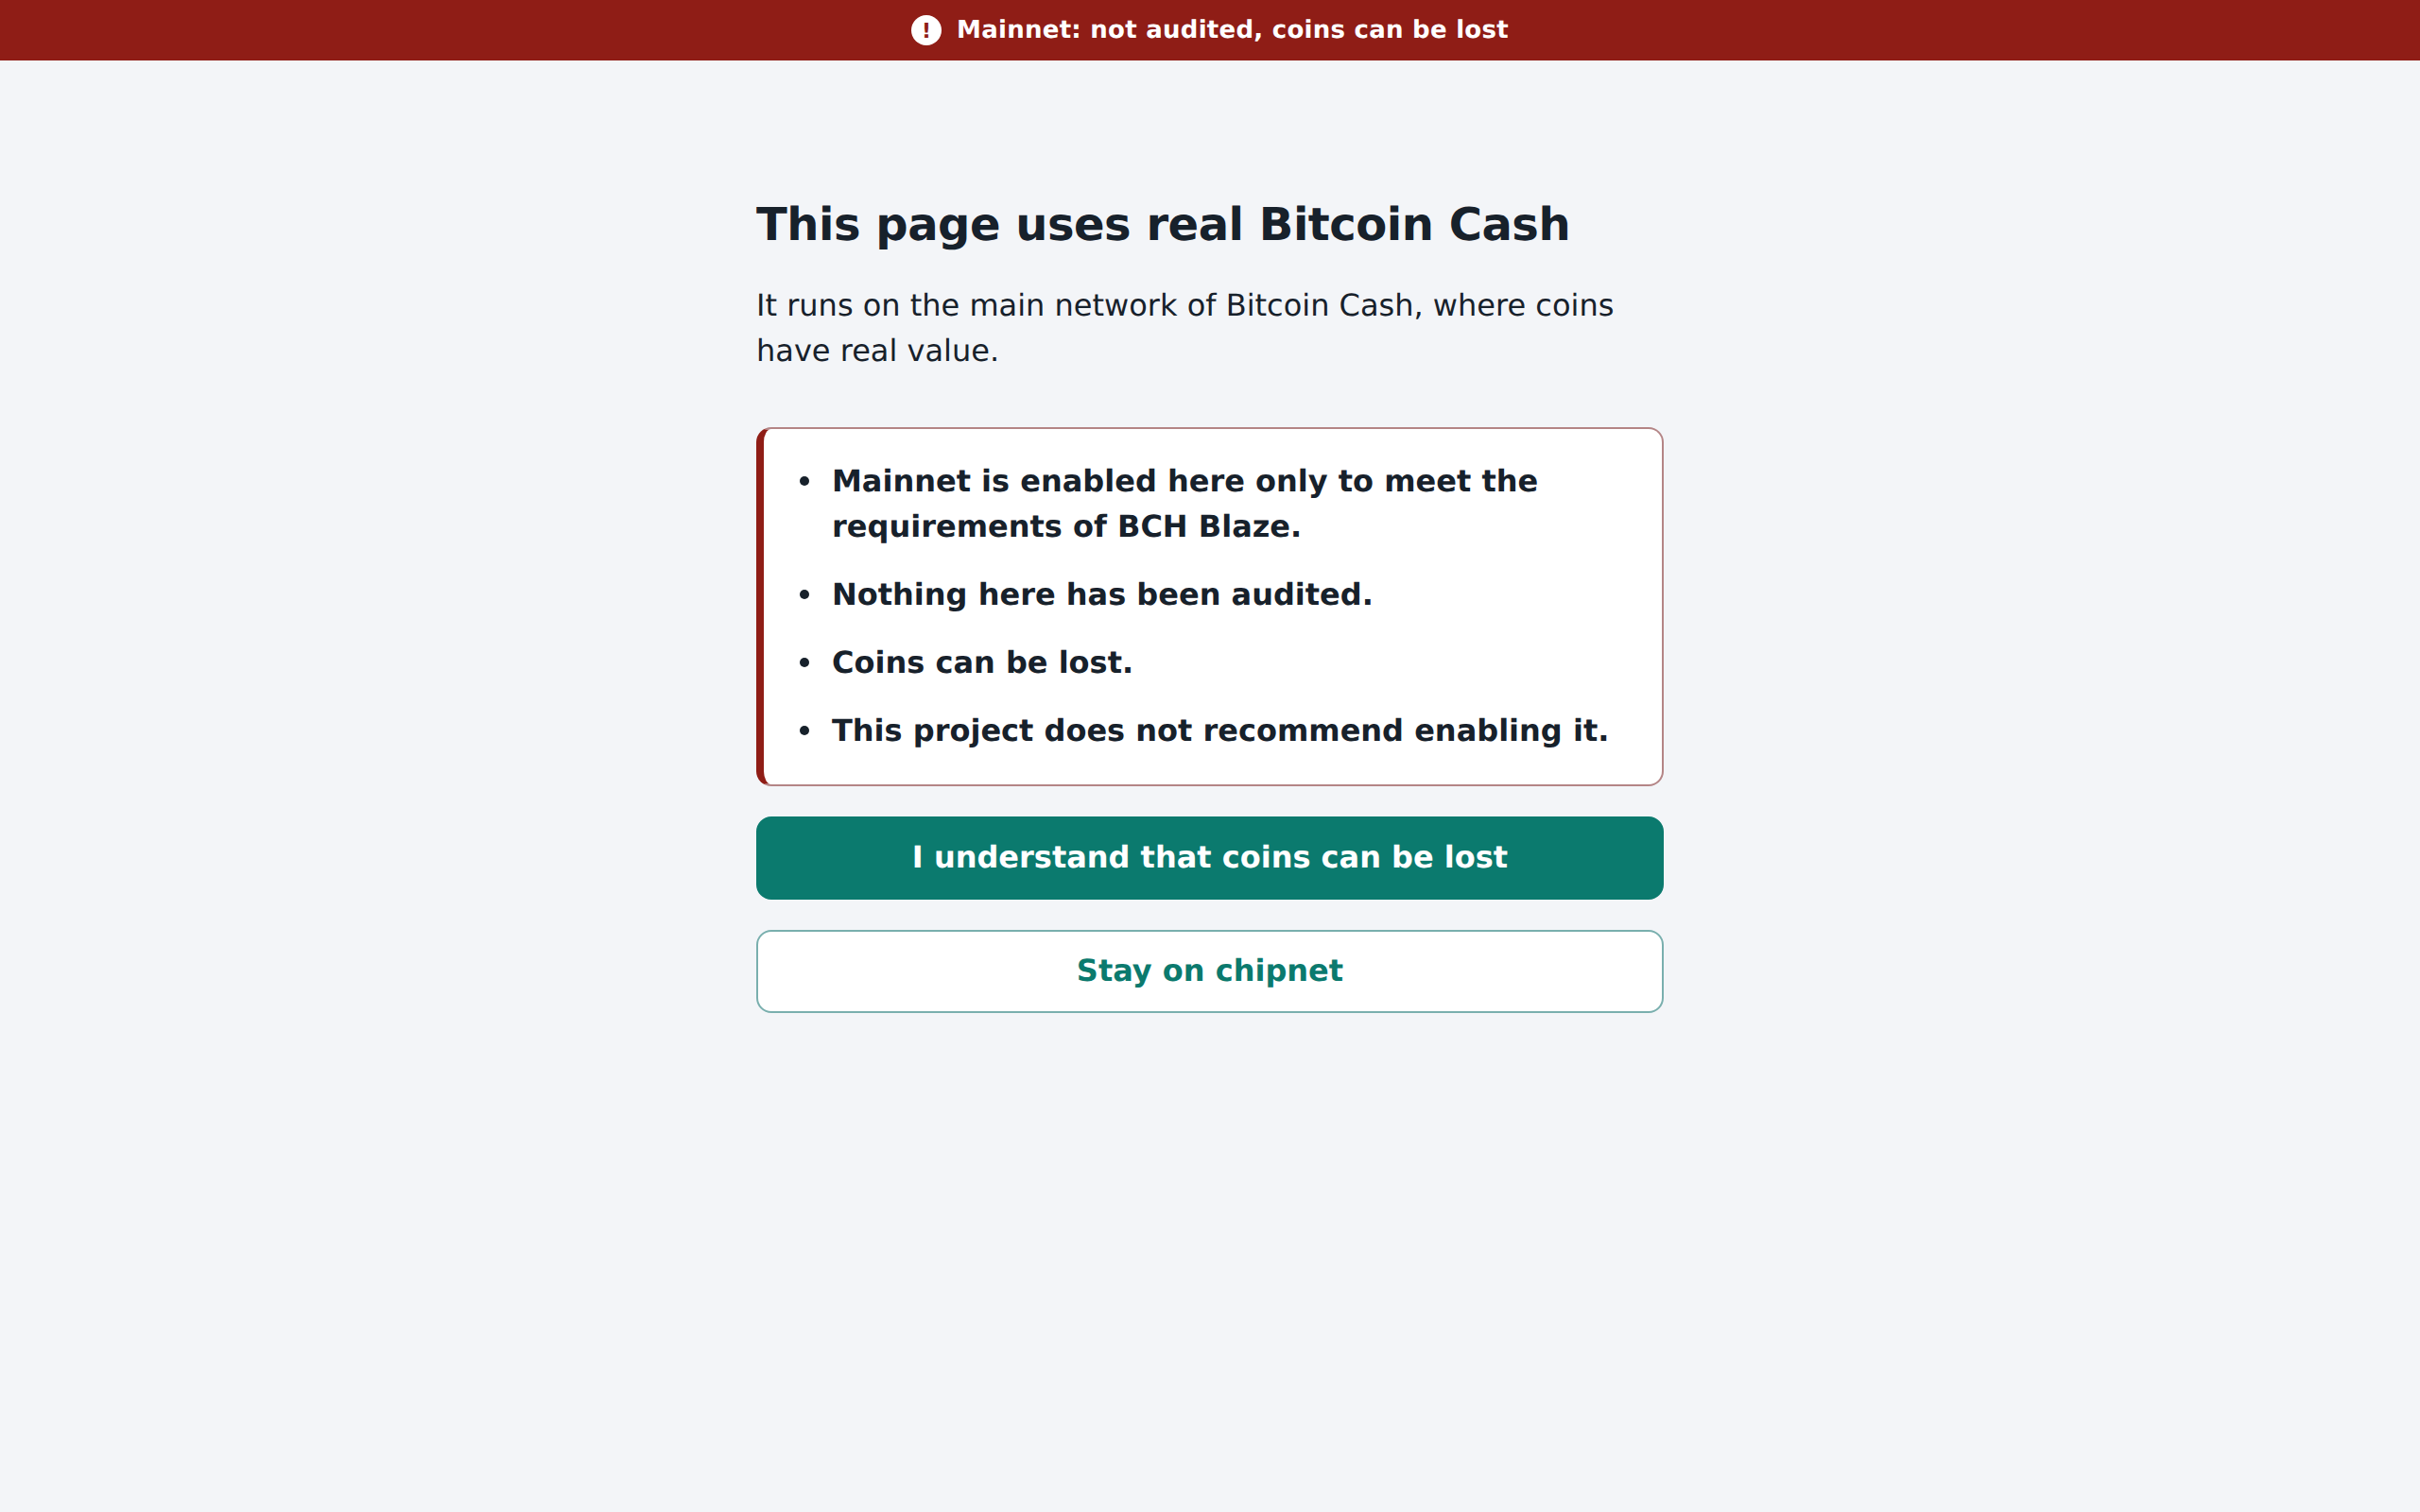 ! Mainnet: not audited, coins can be lost
This page uses real Bitcoin Cash
It runs on the main network of Bitcoin Cash, where coins
have real value.
• Mainnet is enabled here only to meet the
requirements of BCH Blaze.
• Nothing here has been audited.
• Coins can be lost.
• This project does not recommend enabling it.
I understand that coins can be lost
Stay on chipnet